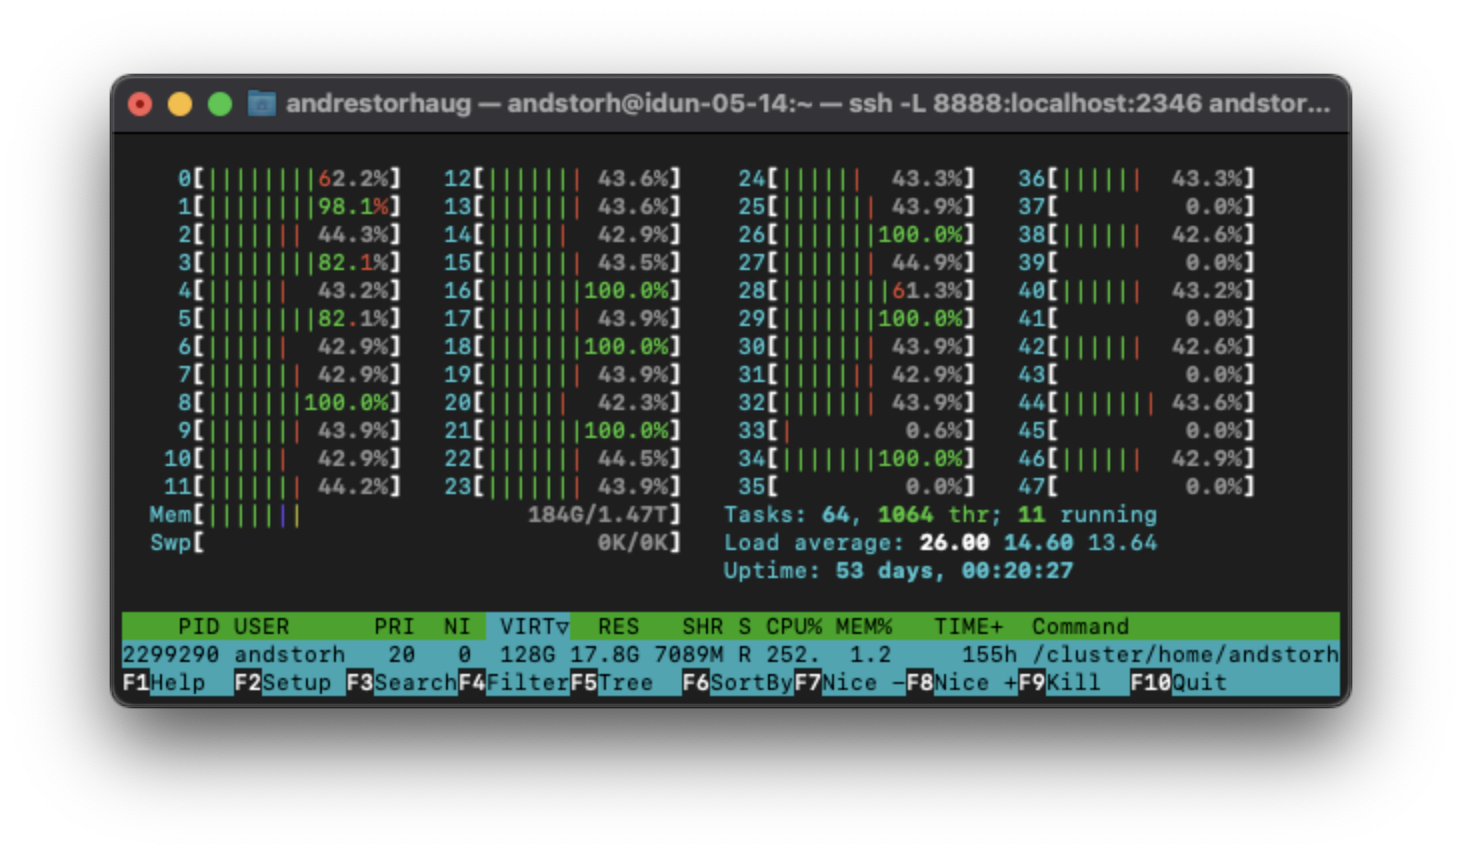 andrestorhaug — andstorh@idun-05-14:~ — ssh -L 8888:localhost:2346 andstor...
0[||||||||62.2%] 12[||||||| 43.6%] 24[|||||| 43.3%] 36[|||||| 43.3%]
1[||||||||98.1%] 13[||||||| 43.6%] 25[||||||| 43.9%] 37[ 0.0%]
2[||||||| 44.3%] 14[|||||| 42.9%] 26[|||||||100.0%] 38[|||||| 42.6%]
3[||||||||82.1%] 15[||||||| 43.5%] 27[||||||| 44.9%] 39[ 0.0%]
4[|||||| 43.2%] 16[|||||||100.0%] 28[||||||||61.3%] 40[|||||| 43.2%]
5[||||||||82.1%] 17[||||||| 43.9%] 29[|||||||100.0%] 41[ 0.0%]
6[|||||| 42.9%] 18[|||||||100.0%] 30[||||||| 43.9%] 42[|||||| 42.6%]
7[||||||| 42.9%] 19[||||||| 43.9%] 31[||||||| 42.9%] 43[ 0.0%]
8[|||||||100.0%] 20[|||||| 42.3%] 32[||||||| 43.9%] 44[||||||| 43.6%]
9[||||||| 43.9%] 21[|||||||100.0%] 33[| 0.6%] 45[ 0.0%]
10[|||||| 42.9%] 22[||||||| 44.5%] 34[|||||||100.0%] 46[|||||| 42.9%]
11[||||||| 44.2%] 23[||||||| 43.9%] 35[ 0.0%] 47[ 0.0%]
Mem[||||||| 184G/1.47T] Tasks: 64, 1064 thr; 11 running
Swp[ 0K/0K] Load average: 26.00 14.60 13.64
Uptime: 53 days, 00:20:27
PID USER PRI NI VIRT▽ RES SHR S CPU% MEM% TIME+ Command
2299290 andstorh 20 0 128G 17.8G 7089M R 252. 1.2 155h /cluster/home/andstorh
F1Help F2Setup F3SearchF4FilterF5Tree F6SortByF7Nice -F8Nice +F9Kill F10Quit